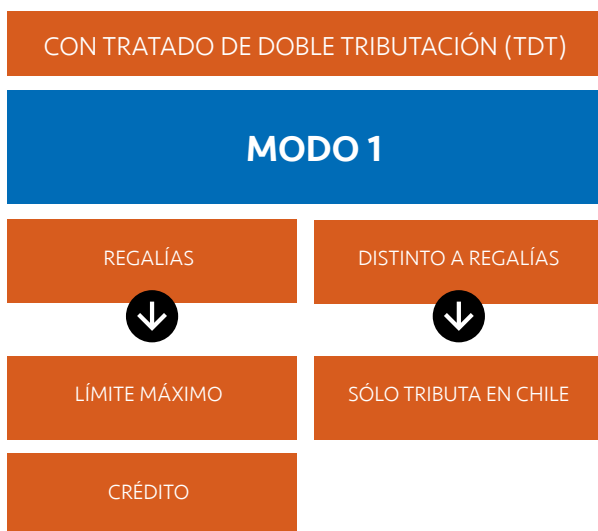 CON TRATADO DE DOBLE TRIBUTACIÓN (TDT)
MODO 1
REGALÍAS
DISTINTO A REGALÍAS
LÍMITE MÁXIMO
SÓLO TRIBUTA EN CHILE
CRÉDITO